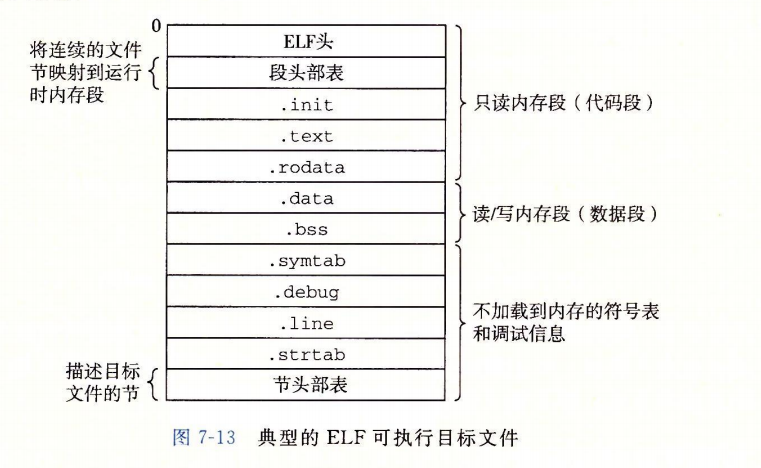 0
将连续的文件
节映射到运行
时内存段
ELF头
段头部表
.init
.text
.rodata
只读内存段（代码段）
.data
.bss
读/写内存段（数据段）
.symtab
.debug
.line
.strtab
不加载到内存的符号表
和调试信息
描述目标
文件的节
节头部表
图 7-13 典型的 ELF 可执行目标文件